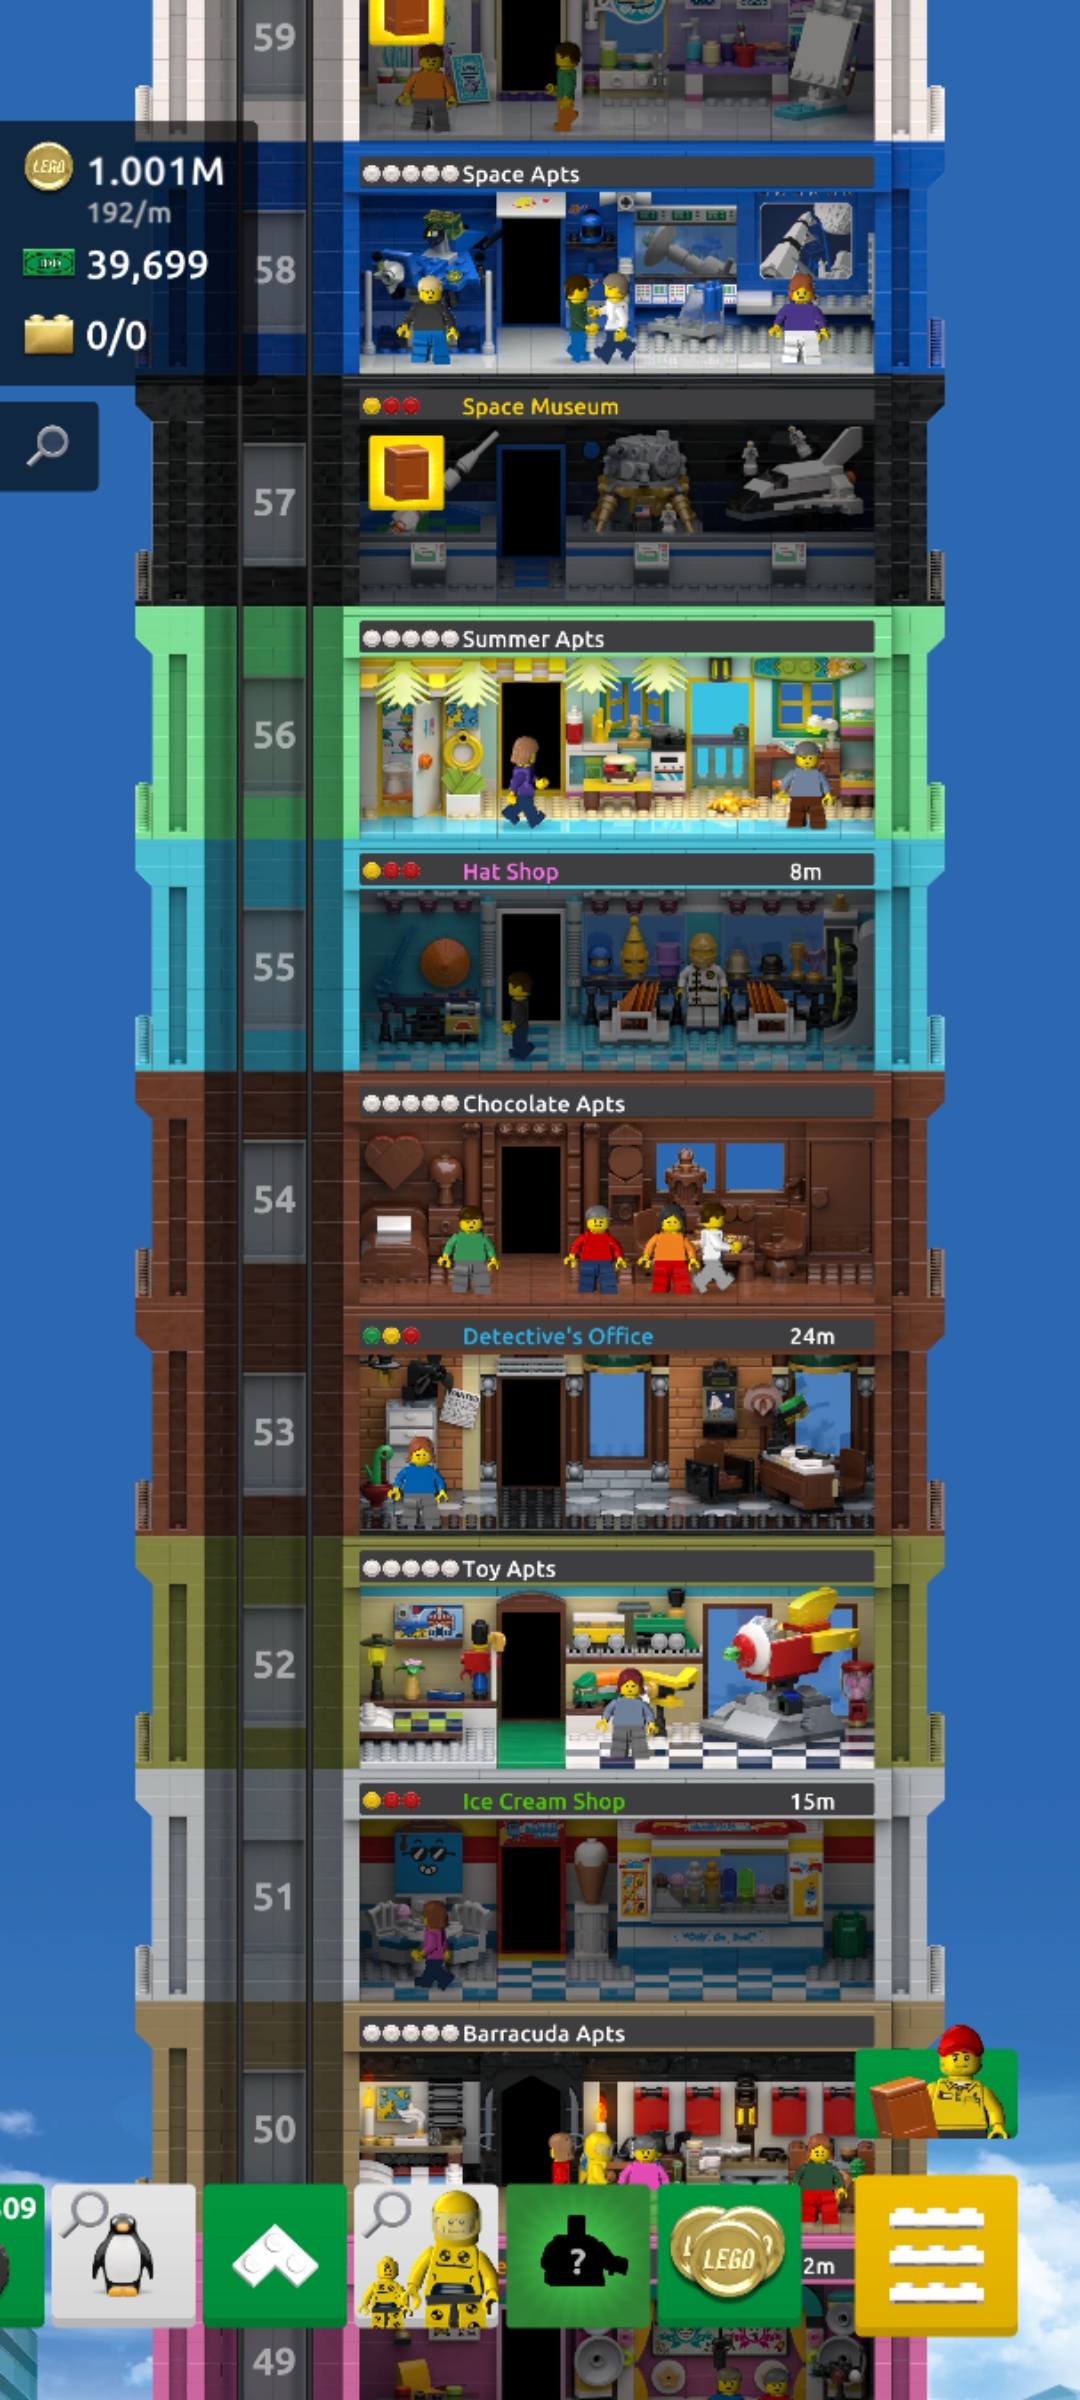 59
LEGO 1.001M
192/m
39,699
0/0
Space Apts
58
Space Museum
57
Summer Apts
56
Hat Shop 8m
55
Chocolate Apts
54
Detective's Office 24m
53
Toy Apts
52
Ice Cream Shop 15m
51
Barracuda Apts
50
09
?
LEGO
2m
49